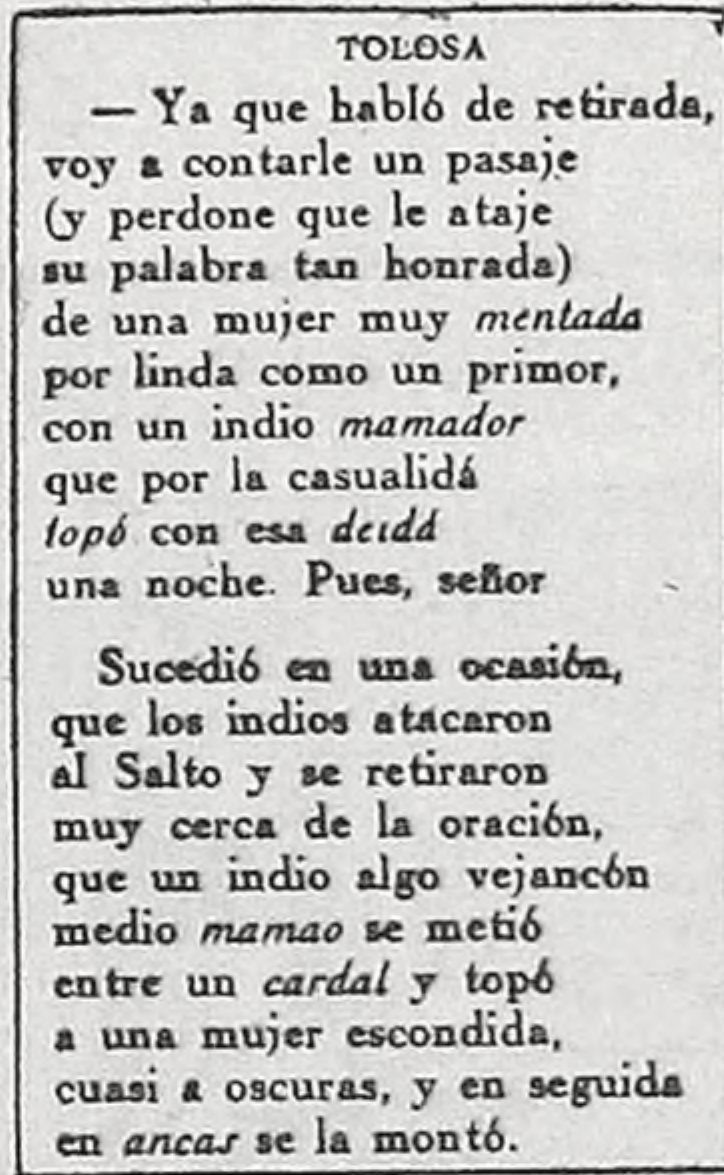 TOLOSA
— Ya que habló de retirada,
voy a contarle un pasaje
(y perdone que le ataje
su palabra tan honrada)
de una mujer muy mentada
por linda como un primor,
con un indio mamador
que por la casualidá
topó con esa deidá
una noche. Pues, señor
Sucedió en una ocasión,
que los indios atacaron
al Salto y se retiraron
muy cerca de la oración,
que un indio algo vejancón
medio mamao se metió
entre un cardal y topó
a una mujer escondida,
cuasi a oscuras, y en seguida
en ancas se la montó.